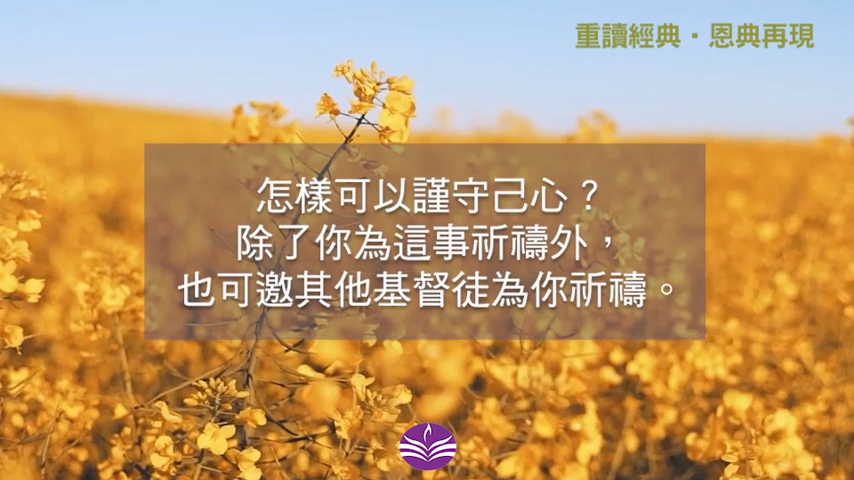 重讀經典·恩典再現
怎樣可以謹守己心？
除了你為這事祈禱外，
也可邀其他基督徒為你祈禱。